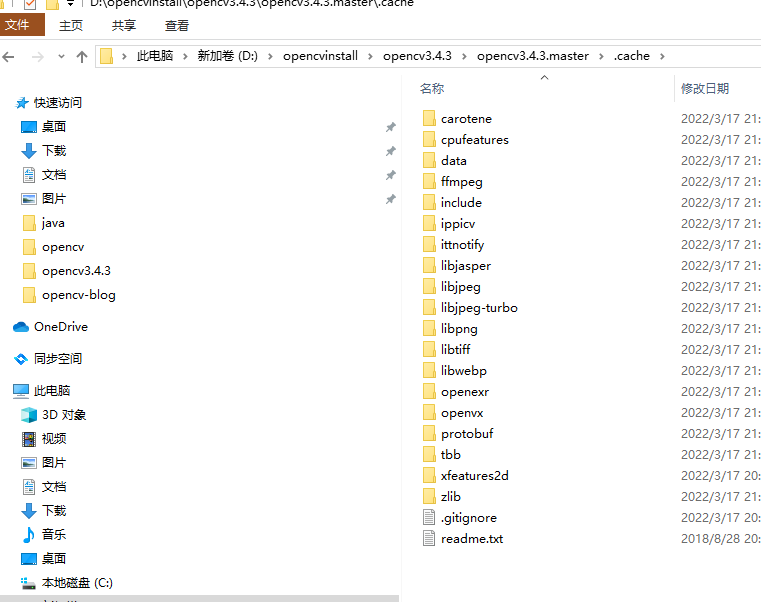 D:\opencvinstall\opencv3.4.3\opencv3.4.3.master\.cache
文件 主页 共享 查看
此电脑 新加卷 (D:) opencvinstall opencv3.4.3 opencv3.4.3.master .cache
名称 修改日期
快速访问
桌面
下载
文档
图片
java
opencv
opencv3.4.3
opencv-blog
OneDrive
同步空间
此电脑
3D 对象
视频
图片
文档
下载
音乐
桌面
本地磁盘 (C:)
carotene 2022/3/17 21:
cpufeatures 2022/3/17 21:
data 2022/3/17 21:
ffmpeg 2022/3/17 21:
include 2022/3/17 21:
ippicv 2022/3/17 21:
ittnotify 2022/3/17 21:
libjasper 2022/3/17 21:
libjpeg 2022/3/17 21:
libjpeg-turbo 2022/3/17 21:
libpng 2022/3/17 21:
libtiff 2022/3/17 21:
libwebp 2022/3/17 21:
openexr 2022/3/17 21:
openvx 2022/3/17 21:
protobuf 2022/3/17 21:
tbb 2022/3/17 21:
xfeatures2d 2022/3/17 20:
zlib 2022/3/17 21:
.gitignore 2022/3/17 20:
readme.txt 2018/8/28 20: